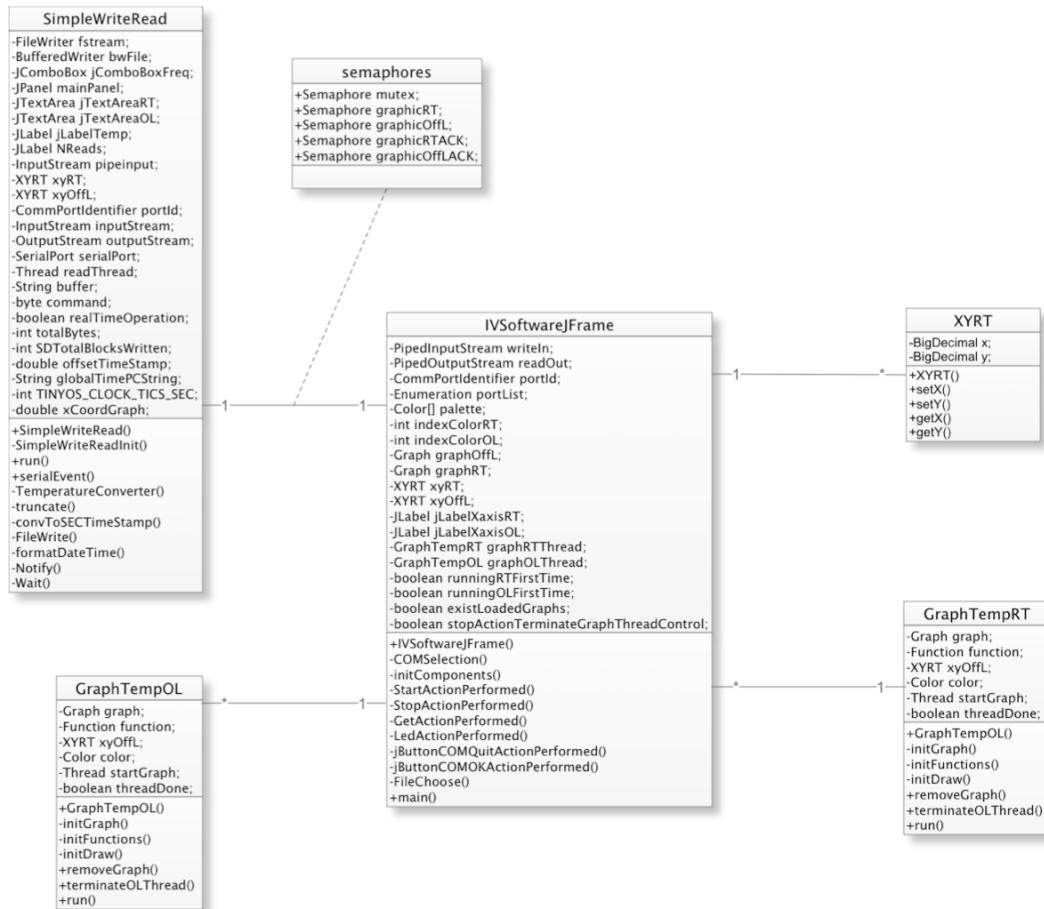 SimpleWriteRead
-FileWriter fstream;
-BufferedWriter bwFile;
-JComboBox jComboBoxFreq;
-JPanel mainPanel;
-JTextArea jTextAreaRT;
-JTextArea jTextAreaOL;
-JLabel jLabelTemp;
-JLabel NReads;
-InputStream pipeinput;
-XYRT xyRT;
-XYRT xyOffL;
-CommPortIdentifier portId;
-InputStream inputStream;
-OutputStream outputStream;
-SerialPort serialPort;
-Thread readThread;
-String buffer;
-byte command;
-boolean realTimeOperation;
-int totalBytes;
-int SDTotalBlocksWritten;
-double offsetTimeStamp;
-String globalTimePCString;
-int TINYOS_CLOCK_TICS_SEC;
-double xCoordGraph;
+SimpleWriteRead()
-SimpleWriteReadInit()
+run()
+serialEvent()
-TemperatureConverter()
-truncate()
-convToSECTimeStamp()
-FileWrite()
-formatDateTime()
-Notify()
-Wait()
semaphores
+Semaphore mutex;
+Semaphore graphicRT;
+Semaphore graphicOffL;
+Semaphore graphicRTACK;
+Semaphore graphicOffLACK;
1
1
IVSoftwareJFrame
-PipedInputStream writeIn;
-PipedOutputStream readOut;
-CommPortIdentifier portId;
-Enumeration portList;
-Color[] palette;
-int indexColorRT;
-int indexColorOL;
-Graph graphOffL;
-Graph graphRT;
-XYRT xyRT;
-XYRT xyOffL;
-JLabel jLabelXaxisRT;
-JLabel jLabelXaxisOL;
-GraphTempRT graphRTThread;
-GraphTempOL graphOLThread;
-boolean runningRTFirstTime;
-boolean runningOLFirstTime;
-boolean existLoadedGraphs;
-boolean stopActionTerminateGraphThreadControl;
+IVSoftwareJFrame()
-COMSelection()
-initComponents()
-StartActionPerformed()
-StopActionPerformed()
-GetActionPerformed()
-LedActionPerformed()
-jButtonCOMQuitActionPerformed()
-jButtonCOMOKActionPerformed()
-FileChoose()
+main()
1
*
XYRT
-BigDecimal x;
-BigDecimal y;
+XYRT()
+setX()
+setY()
+getX()
+getY()
*
1
GraphTempRT
-Graph graph;
-Function function;
-XYRT xyOffL;
-Color color;
-Thread startGraph;
-boolean threadDone;
+GraphTempOL()
-initGraph()
-initFunctions()
-initDraw()
+removeGraph()
+terminateOLThread()
+run()
*
1
GraphTempOL
-Graph graph;
-Function function;
-XYRT xyOffL;
-Color color;
-Thread startGraph;
-boolean threadDone;
+GraphTempOL()
-initGraph()
-initFunctions()
-initDraw()
+removeGraph()
+terminateOLThread()
+run()